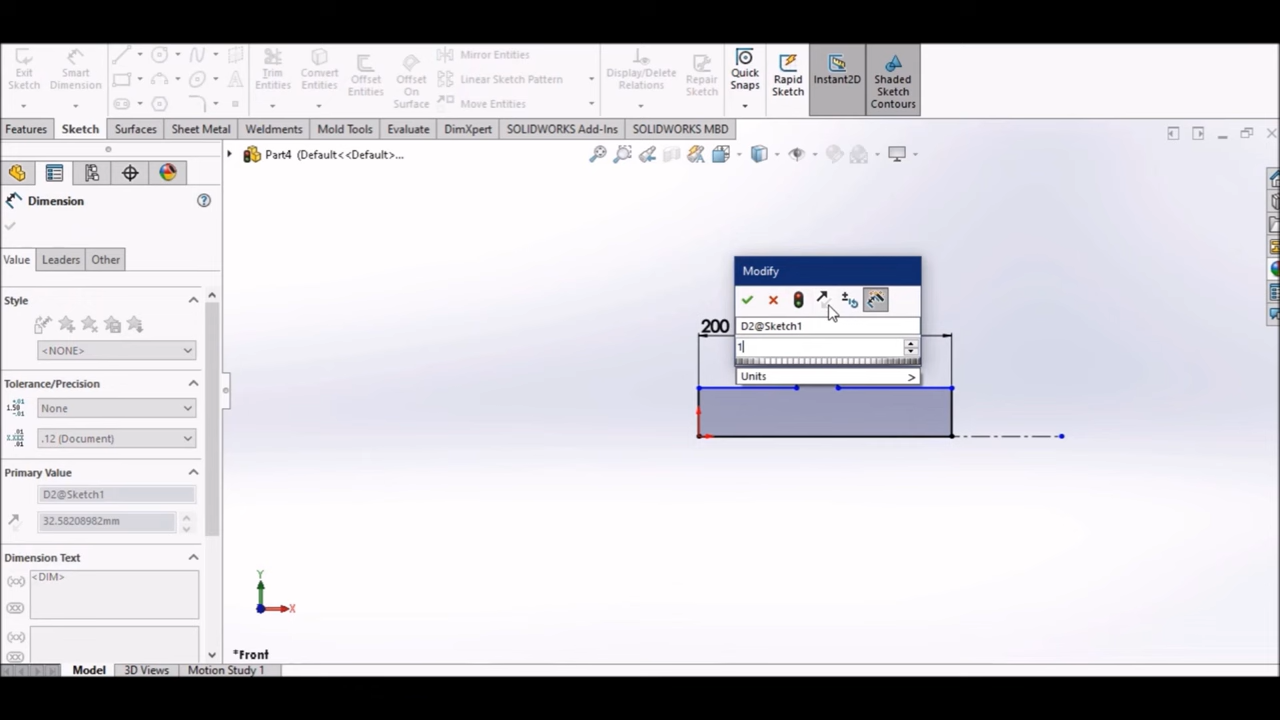 Exit Sketch
Smart Dimension
Trim Entities
Convert Entities
Offset Entities
Offset On Surface
Mirror Entities
Linear Sketch Pattern
Move Entities
Display/Delete Relations
Repair Sketch
Quick Snaps
Rapid Sketch
Instant2D
Shaded Sketch Contours
Features Sketch Surfaces Sheet Metal Weldments Mold Tools Evaluate DimXpert SOLIDWORKS Add-Ins SOLIDWORKS MBD
Part4 (Default<<Default>...
Dimension
Value Leaders Other
Style
<NONE>
Tolerance/Precision
None
.12 (Document)
Primary Value
D2@Sketch1
32.58208982mm
Dimension Text
<DIM>
Modify
D2@Sketch1
1
Units >
200
Y
X
*Front
Model 3D Views Motion Study 1